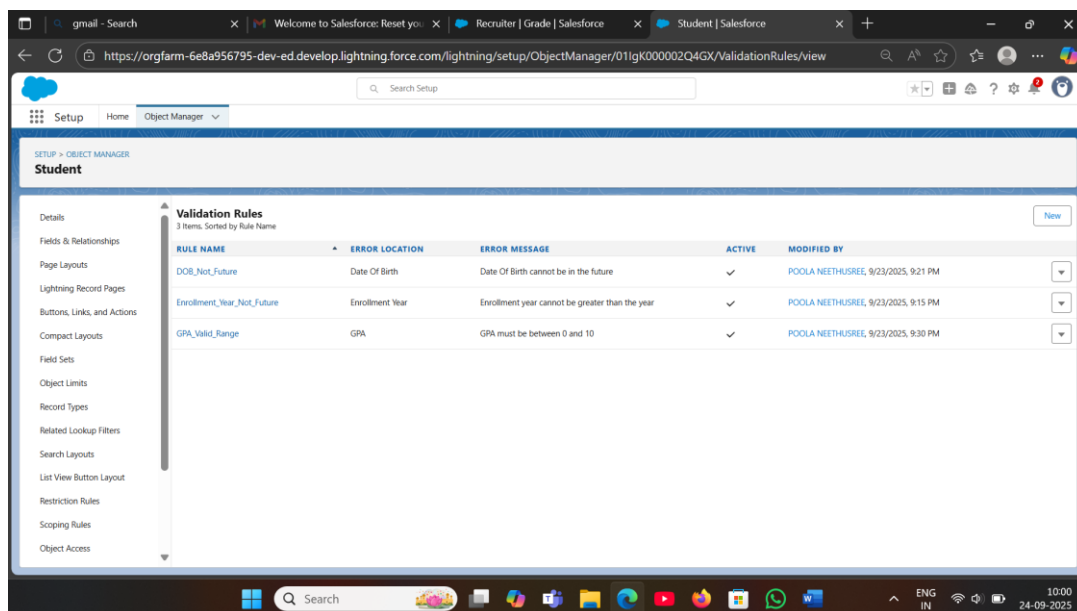 gmail - Search
Welcome to Salesforce: Reset you
Recruiter | Grade | Salesforce
Student | Salesforce
https://orgfarm-6e8a956795-dev-ed.develop.lightning.force.com/lightning/setup/ObjectManager/01IgK000002Q4GX/ValidationRules/view
Search Setup
2
Setup Home Object Manager
SETUP > OBJECT MANAGER
Student
Details
Fields & Relationships
Page Layouts
Lightning Record Pages
Buttons, Links, and Actions
Compact Layouts
Field Sets
Object Limits
Record Types
Related Lookup Filters
Search Layouts
List View Button Layout
Restriction Rules
Scoping Rules
Object Access
Validation Rules
3 Items, Sorted by Rule Name
New
RULE NAME ERROR LOCATION ERROR MESSAGE ACTIVE MODIFIED BY
DOB_Not_Future Date Of Birth Date Of Birth cannot be in the future POOLA NEETHUSREE, 9/23/2025, 9:21 PM
Enrollment_Year_Not_Future Enrollment Year Enrollment year cannot be greater than the year POOLA NEETHUSREE, 9/23/2025, 9:15 PM
GPA_Valid_Range GPA GPA must be between 0 and 10 POOLA NEETHUSREE, 9/23/2025, 9:30 PM
Search
ENG
IN
10:00
24-09-2025